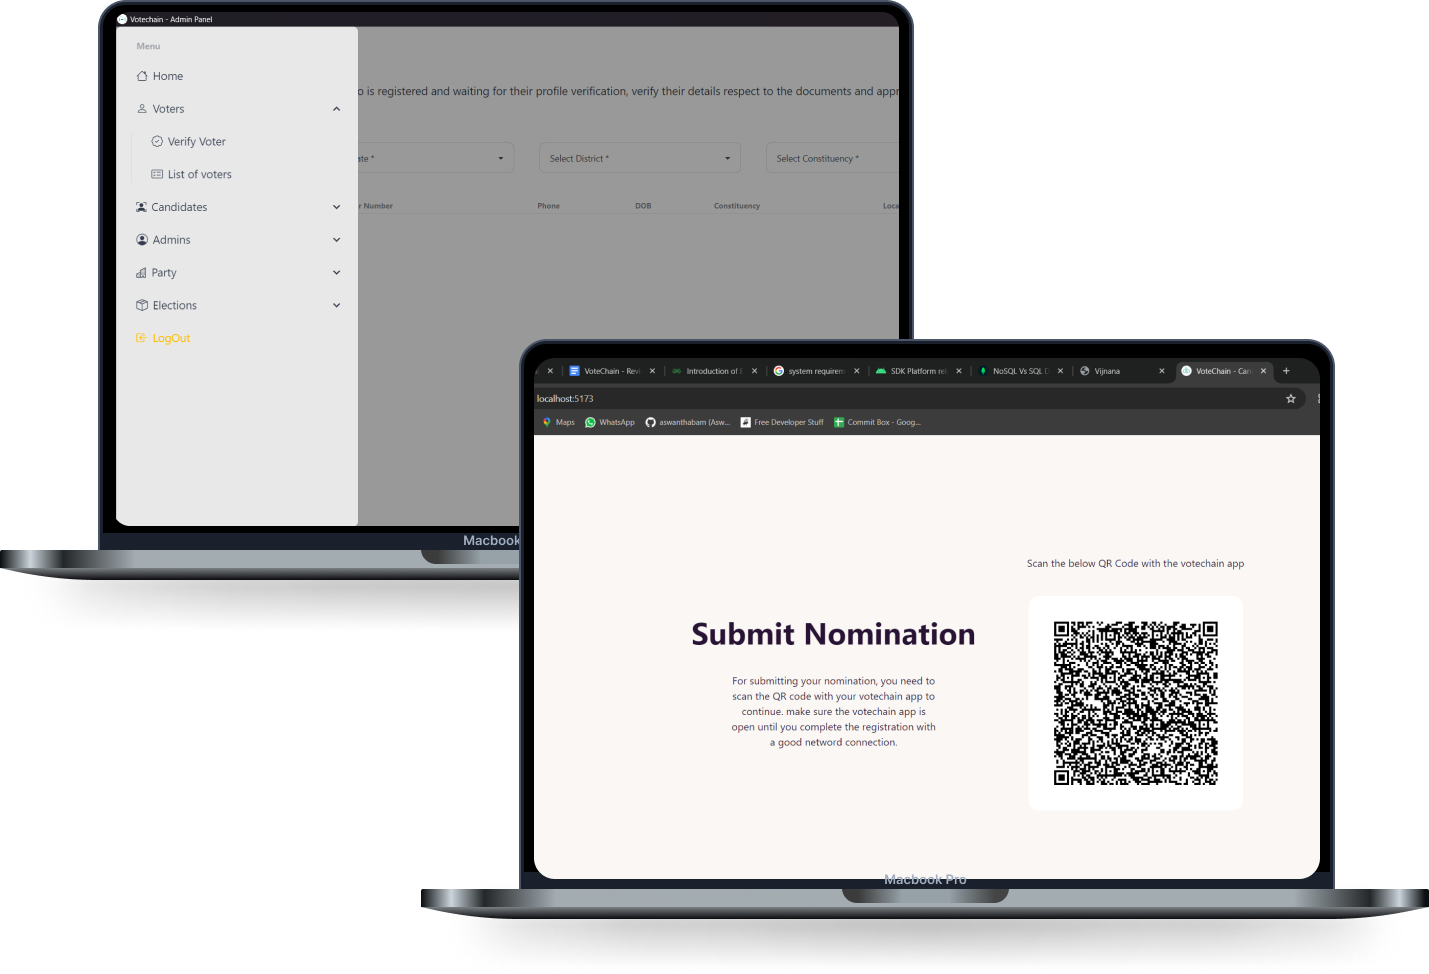 Votechain - Admin Panel
Menu
Home
Voters
Verify Voter
List of voters
Candidates
Admins
Party
Elections
LogOut
is registered and waiting for their profile verification, verify their details respect to the documents and
Select District *
Select Constituency *
Number
Phone
DOB
Constituency
Macbook
VoteChain - Revi
Introduction of
system requirem
SDK Platform rel
NoSQL Vs SQL D
Vijnana
VoteChain - Can
localhost:5173
Maps
WhatsApp
aswanthabam (Asw...
Free Developer Stuff
Commit Box - Goog...
Scan the below QR Code with the votechain app
Submit Nomination
For submitting your nomination, you need to
scan the QR code with your votechain app to
continue. make sure the votechain app is
open until you complete the registration with
a good netword connection.
Macbook Pro